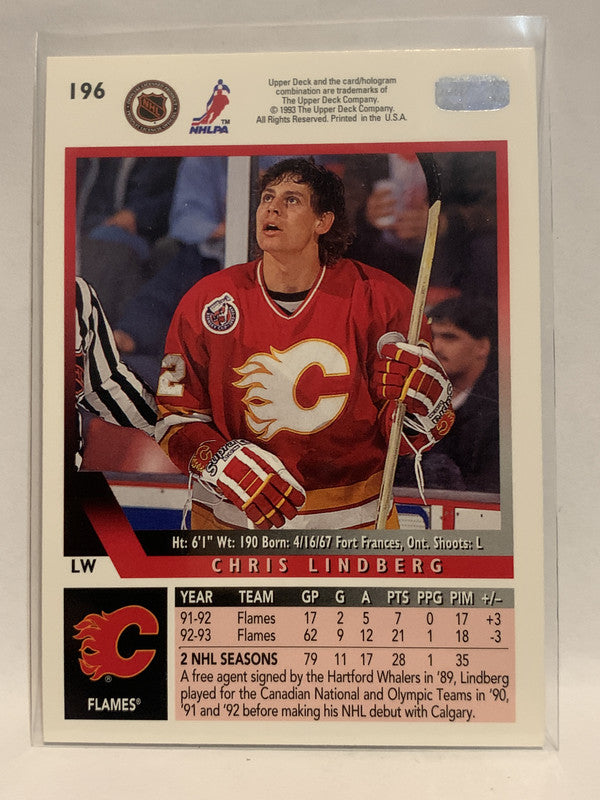 196
NHL
NHLPA
TM
Upper Deck and the card/hologram
combination are trademarks of
The Upper Deck Company.
© 1993 The Upper Deck Company.
All Rights Reserved. Printed in the U.S.A.
2
C
Ht: 6'1" Wt: 190 Born: 4/16/67 Fort Frances, Ont. Shoots: L
LW
CHRIS LINDBERG
YEAR TEAM GP G A PTS PPG PIM +/–
91-92 Flames 17 2 5 7 0 17 +3
92-93 Flames 62 9 12 21 1 18 -3
2 NHL SEASONS 79 11 17 28 1 35
A free agent signed by the Hartford Whalers in '89, Lindberg
played for the Canadian National and Olympic Teams in '90,
'91 and '92 before making his NHL debut with Calgary.
C
®
FLAMES®